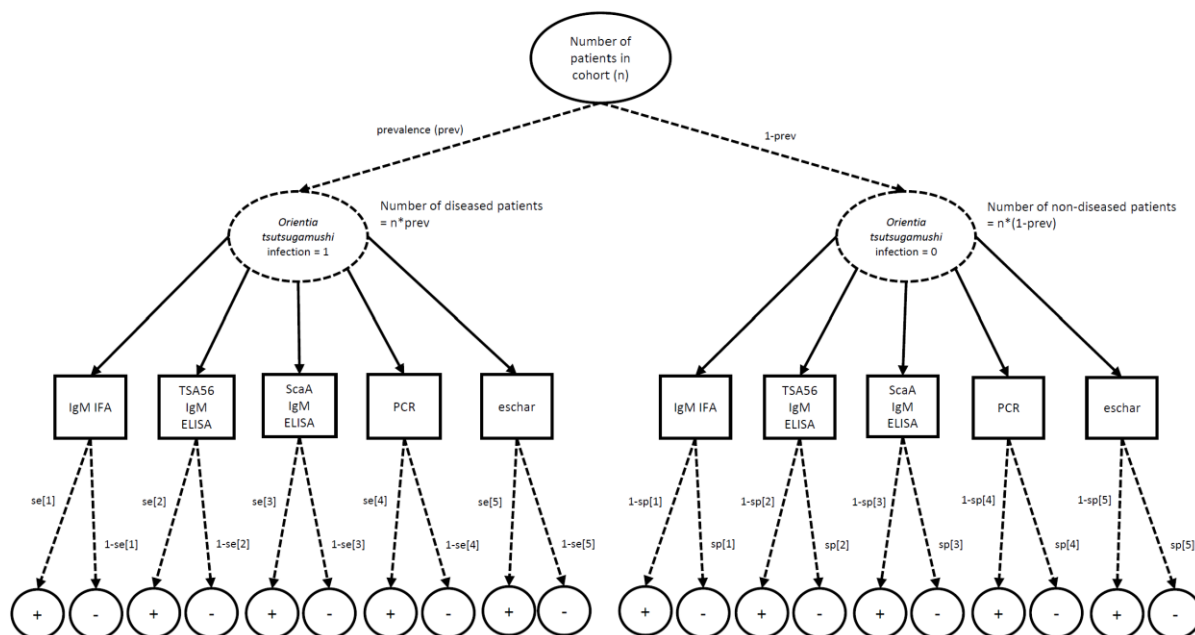 Number of
patients in
cohort (n)
prevalence (prev)
1-prev
Orientia
tsutsugamushi
infection = 1
Number of diseased patients
= n*prev
Orientia
tsutsugamushi
infection = 0
Number of non-diseased patients
= n*(1-prev)
IgM IFA
TSA56
IgM
ELISA
ScaA
IgM
ELISA
PCR
eschar
IgM IFA
TSA56
IgM
ELISA
ScaA
IgM
ELISA
PCR
eschar
se[1]
1-se[1]
se[2]
1-se[2]
se[3]
1-se[3]
se[4]
1-se[4]
se[5]
1-se[5]
1-sp[1]
sp[1]
1-sp[2]
sp[2]
1-sp[3]
sp[3]
1-sp[4]
sp[4]
1-sp[5]
sp[5]
+
-
+
-
+
-
+
-
+
-
+
-
+
-
+
-
+
-
+
-